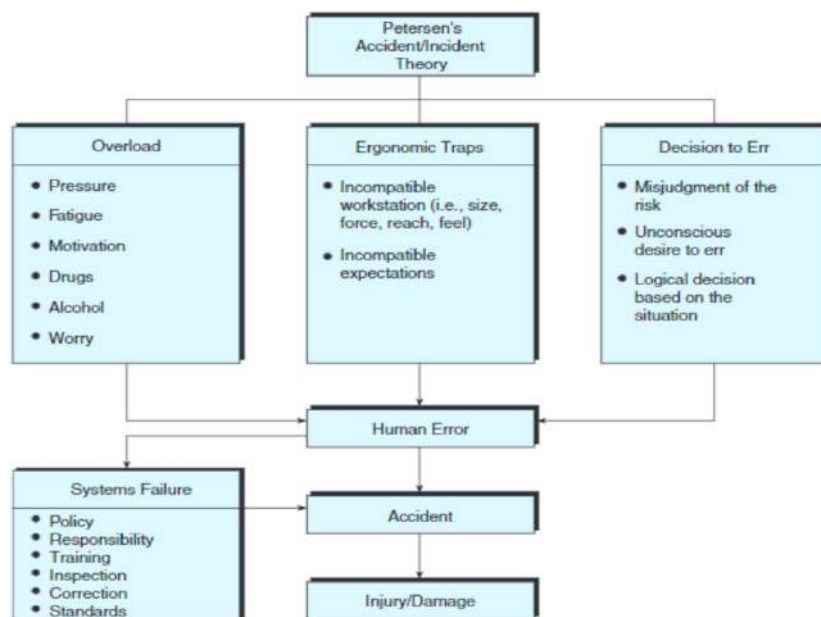 Petersen's
Accident/Incident
Theory
Overload
• Pressure
• Fatigue
• Motivation
• Drugs
• Alcohol
• Worry
Ergonomic Traps
• Incompatible
workstation (i.e., size,
force, reach, feel)
• Incompatible
expectations
Decision to Err
• Misjudgment of the
risk
• Unconscious
desire to err
• Logical decision
based on the
situation
Human Error
Systems Failure
• Policy
• Responsibility
• Training
• Inspection
• Correction
• Standards
Accident
Injury/Damage